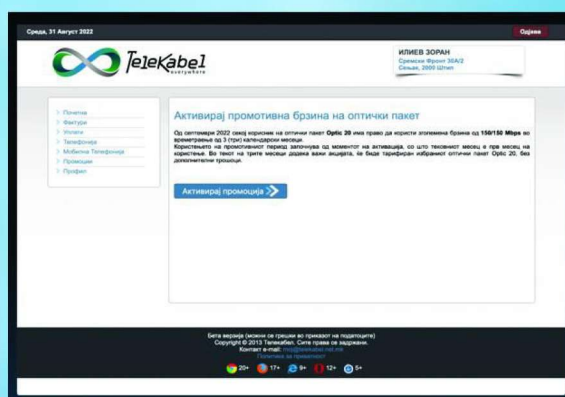 Среда, 31 Август 2022
Одјава
TeleKabel
everywhere
ИЛИЕВ ЗОРАН
Сремски Фронт 30А/2
Сењак, 2000 Штип
Почетна
Фактури
Уплати
Телефонија
Мобилна Телефонија
Промоции
Профил
Активирај промотивна брзина на оптички пакет
Од септември 2022 секој корисник на оптички пакет Optic 20 има право да користи зголемена брзина од 150/150 Mbps во
времетраење од 3 (три) календарски месеци.
Користењето на промотивниот период започнува од моментот на активација, со што тековниот месец е прв месец на
користење. Во текот на трите месеци додека важи акцијата, ќе биде тарифиран избраниот оптички пакет Optic 20, без
дополнителни трошоци.
Активирај промоција
Бета верзија (можни се грешки во приказот на податоците)
Copyright © 2013 Телекабел. Сите права се задржани.
Контакт e-mail:
Политика за приватност
20+ 17+ 9+ 12+ 5+